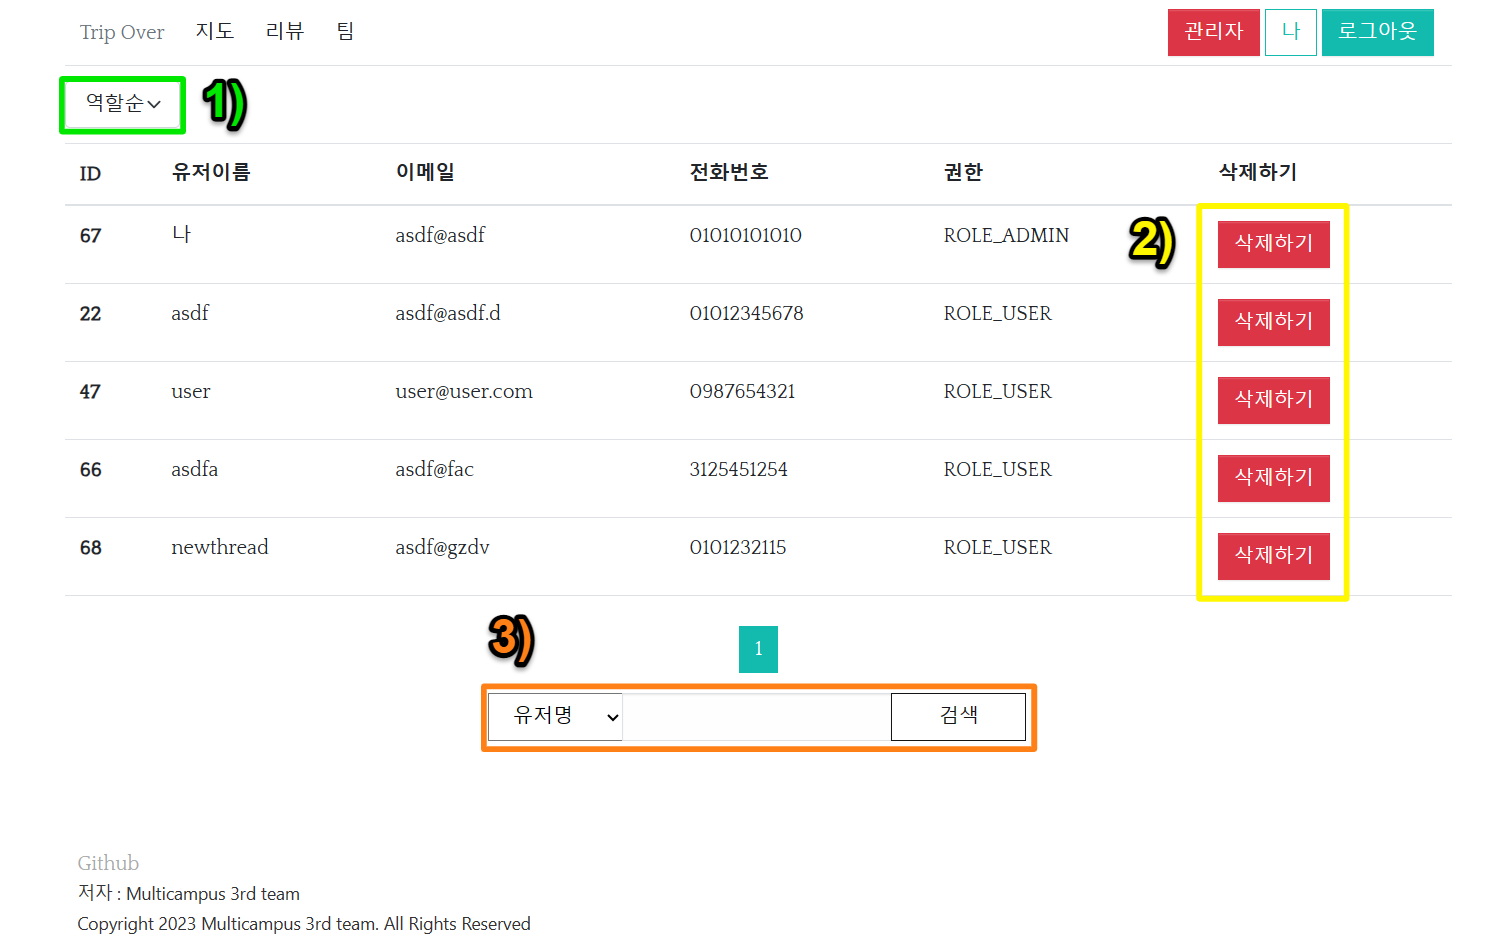 Trip Over 지도 리뷰 팀 관리자 나 로그아웃
역할순 1)
ID 유저이름 이메일 전화번호 권한 삭제하기
67 나 asdf@asdf 01010101010 ROLE_ADMIN 2) 삭제하기
22 asdf asdf@asdf.d 01012345678 ROLE_USER 삭제하기
47 user user@user.com 0987654321 ROLE_USER 삭제하기
66 asdfa asdf@fac 3125451254 ROLE_USER 삭제하기
68 newthread asdf@gzdv 0101232115 ROLE_USER 삭제하기
3) 1
유저명 검색
Github
저자 : Multicampus 3rd team
Copyright 2023 Multicampus 3rd team. All Rights Reserved